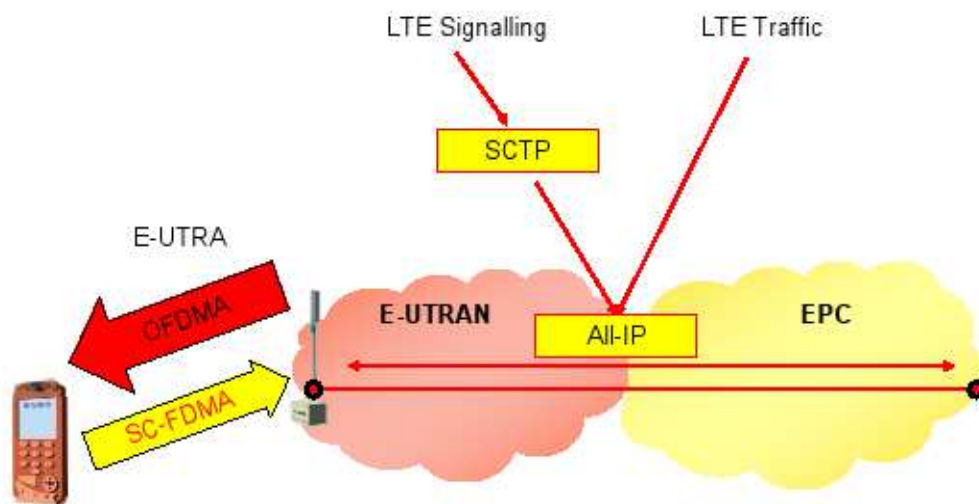 LTE Signalling
LTE Traffic
SCTP
E-UTRA
OFDMA
E-UTRAN
EPC
All-IP
SC-FDMA